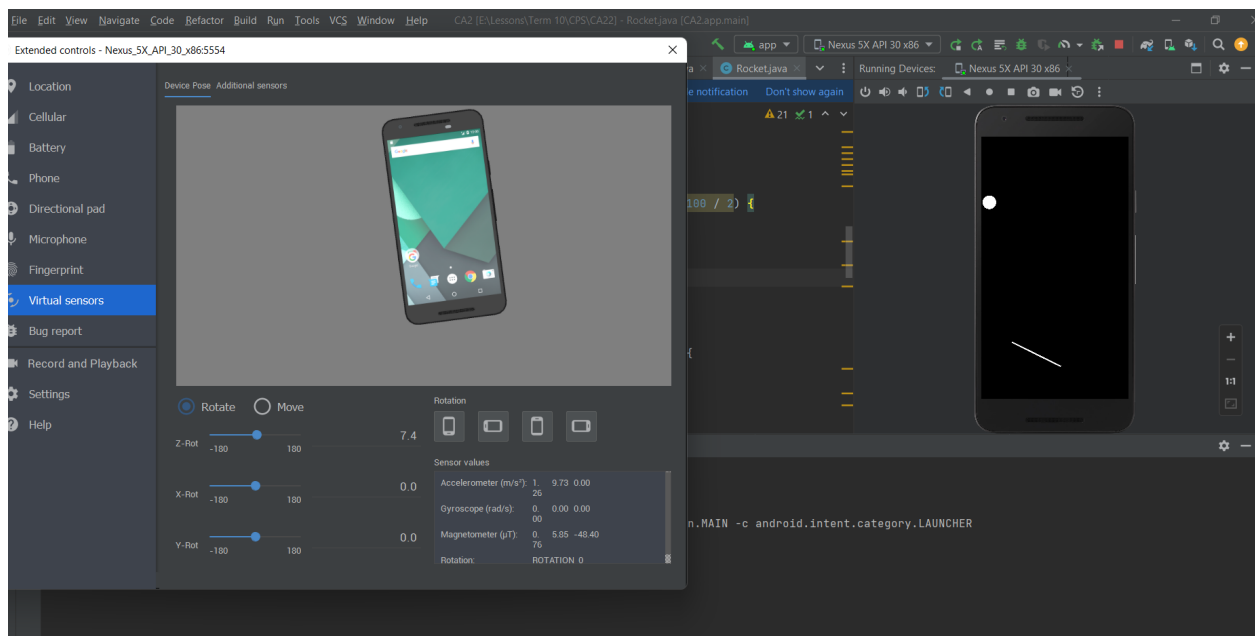 File Edit View Navigate Code Refactor Build Run Tools VCS Window Help CA2 [E:\Lessons\Term 10\CPS\CA22] - Rocket.java [CA2.app.main]
Extended controls - Nexus_5X_API_30_x86:5554
app
Nexus 5X API 30 x86
Rocket.java
Running Devices: Nexus 5X API 30 x86
Location
Device Pose Additional sensors
e notification Don't show again
Cellular
21 1
Battery
Phone
100 / 2) {
Directional pad
Microphone
Fingerprint
Virtual sensors
Bug report
{
Record and Playback
1:1
Settings
Help
Rotate Move
Rotation
Z-Rot -180 180 7.4
Sensor values
X-Rot -180 180 0.0
Accelerometer (m/s²): 1. 9.73 0.00
26
Gyroscope (rad/s): 0. 0.00 0.00
00
Y-Rot -180 180 0.0
Magnetometer (μT): 0. 5.85 -48.40
76
Rotation: ROTATION 0
n.MAIN -c android.intent.category.LAUNCHER